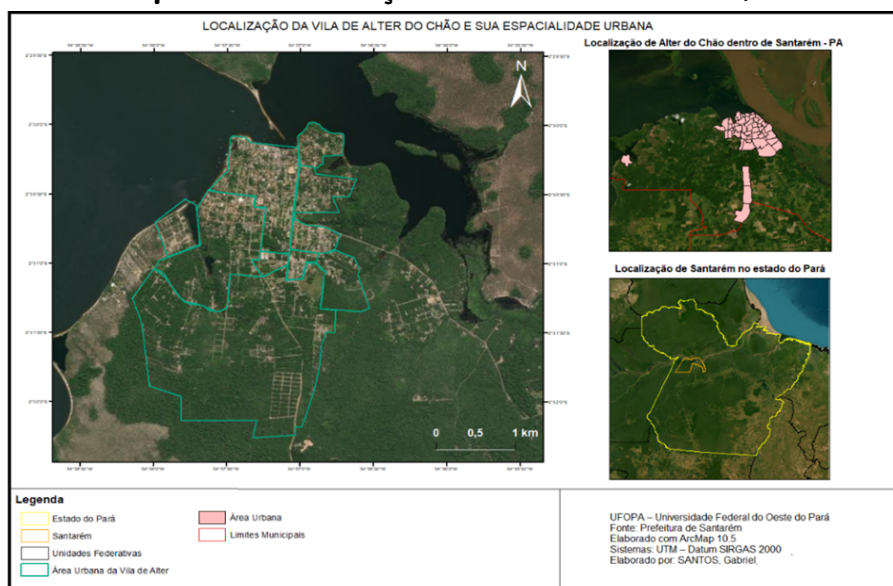 LOCALIZAÇÃO DA VILA DE ALTER DO CHÃO E SUA ESPACIALIDADE URBANA
N
0 0,5 1 km
Localização de Alter do Chão dentro de Santarém - PA
Localização de Santarém no estado do Pará
Legenda
Estado do Pará
Santarém
Unidades Federativas
Área Urbana da Vila de Alter
Área Urbana
Limites Municipais
UFOPA – Universidade Federal do Oeste do Pará
Fonte: Prefeitura de Santarém
Elaborado com ArcMap 10.5
Sistemas: UTM – Datum SIRGAS 2000
Elaborado por: SANTOS, Gabriel.